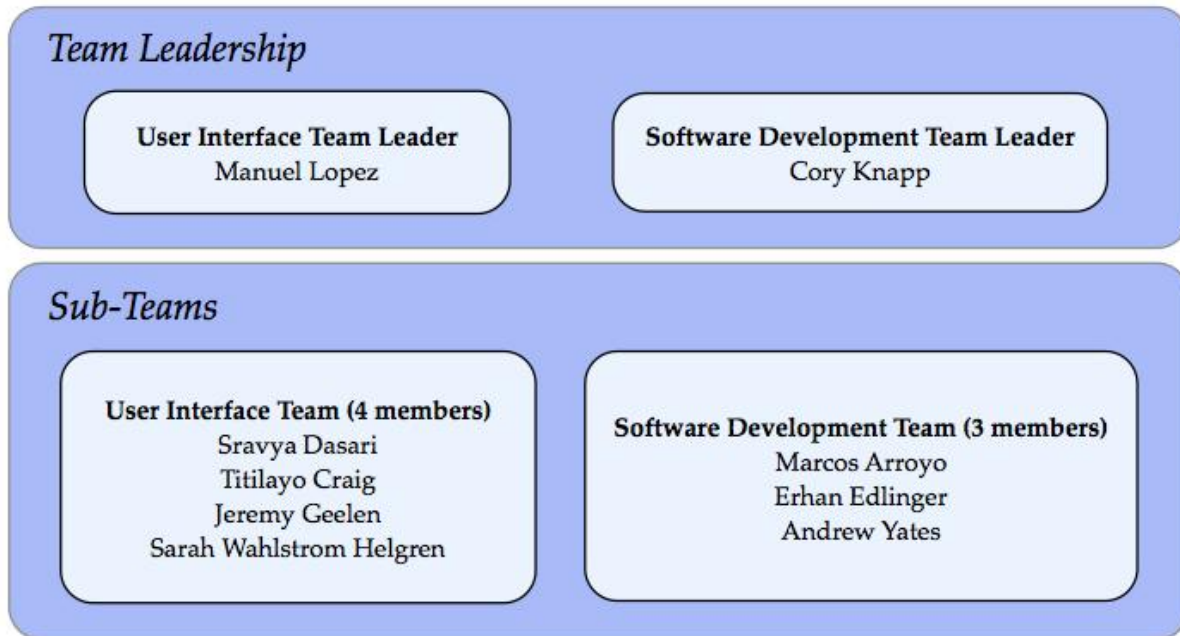 Team Leadership
User Interface Team Leader
Manuel Lopez
Software Development Team Leader
Cory Knapp
Sub-Teams
User Interface Team (4 members)
Sravya Dasari
Titilayo Craig
Jeremy Geelen
Sarah Wahlstrom Helgren
Software Development Team (3 members)
Marcos Arroyo
Erhan Edlinger
Andrew Yates